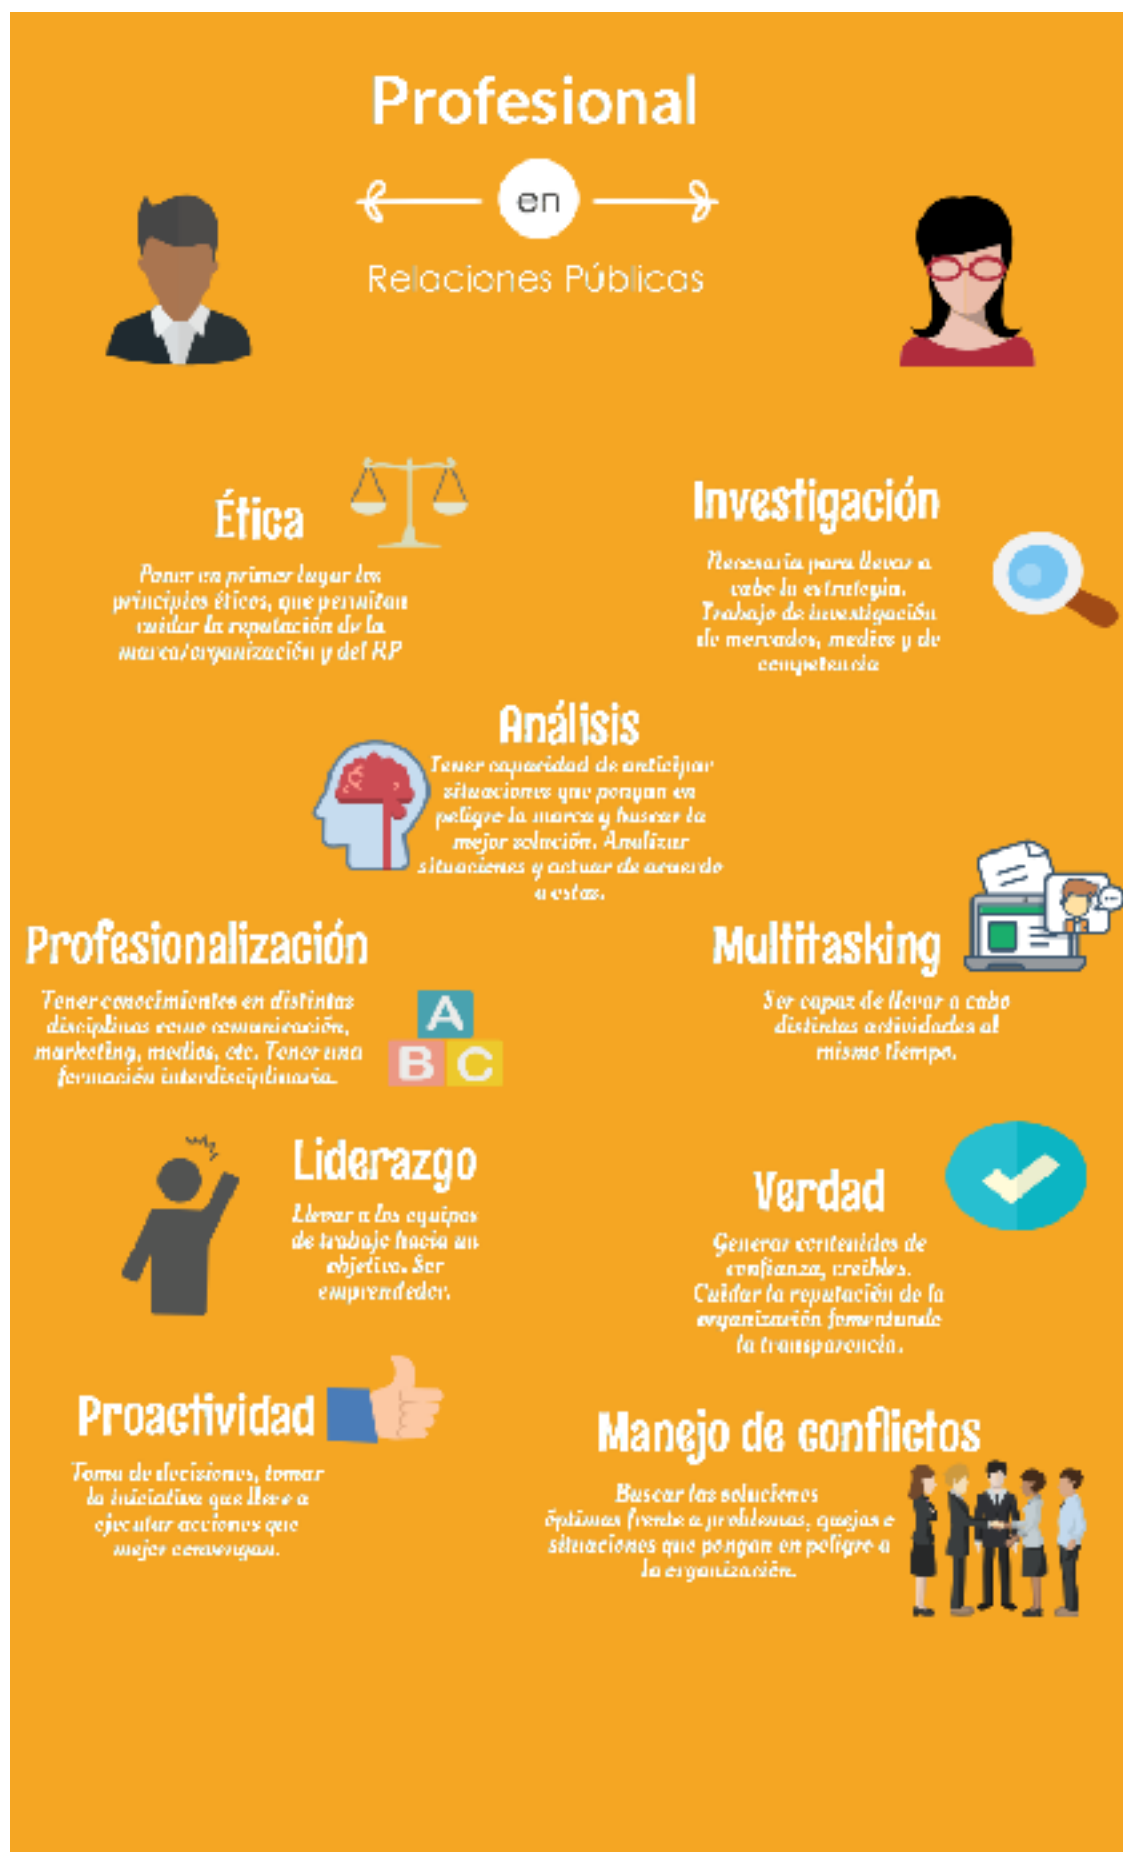 Profesional
en
Relaciones Públicas
Ética
Poner en primer lugar los
principios éticos, que permitan
cuidar la reputación de la
marca/organización y del RP
Investigación
Necesaria para llevar a
cabo la estrategia.
Trabajo de investigación
de mercados, medios y de
competencia
Análisis
Tener capacidad de anticipar
situaciones que pongan en
peligro la marca y buscar la
mejor solución. Analizar
situaciones y actuar de acuerdo
a estas.
Profesionalización
Tener conocimientos en distintas
disciplinas como comunicación,
marketing, medios, etc. Tener una
formación interdisciplinaria.
A
B C
Multitasking
Ser capaz de llevar a cabo
distintas actividades al
mismo tiempo.
Liderazgo
Llevar a los equipos
de trabajo hacia un
objetivo. Ser
emprendedor.
Verdad
Generar contenidos de
confianza, creíbles.
Cuidar la reputación de la
organización fomentando
la transparencia.
Proactividad
Toma de decisiones, tomar
la iniciativa que lleve a
ejecutar acciones que
mejor convengan.
Manejo de conflictos
Buscar las soluciones
óptimas frente a problemas, quejas o
situaciones que pongan en peligro a
la organización.